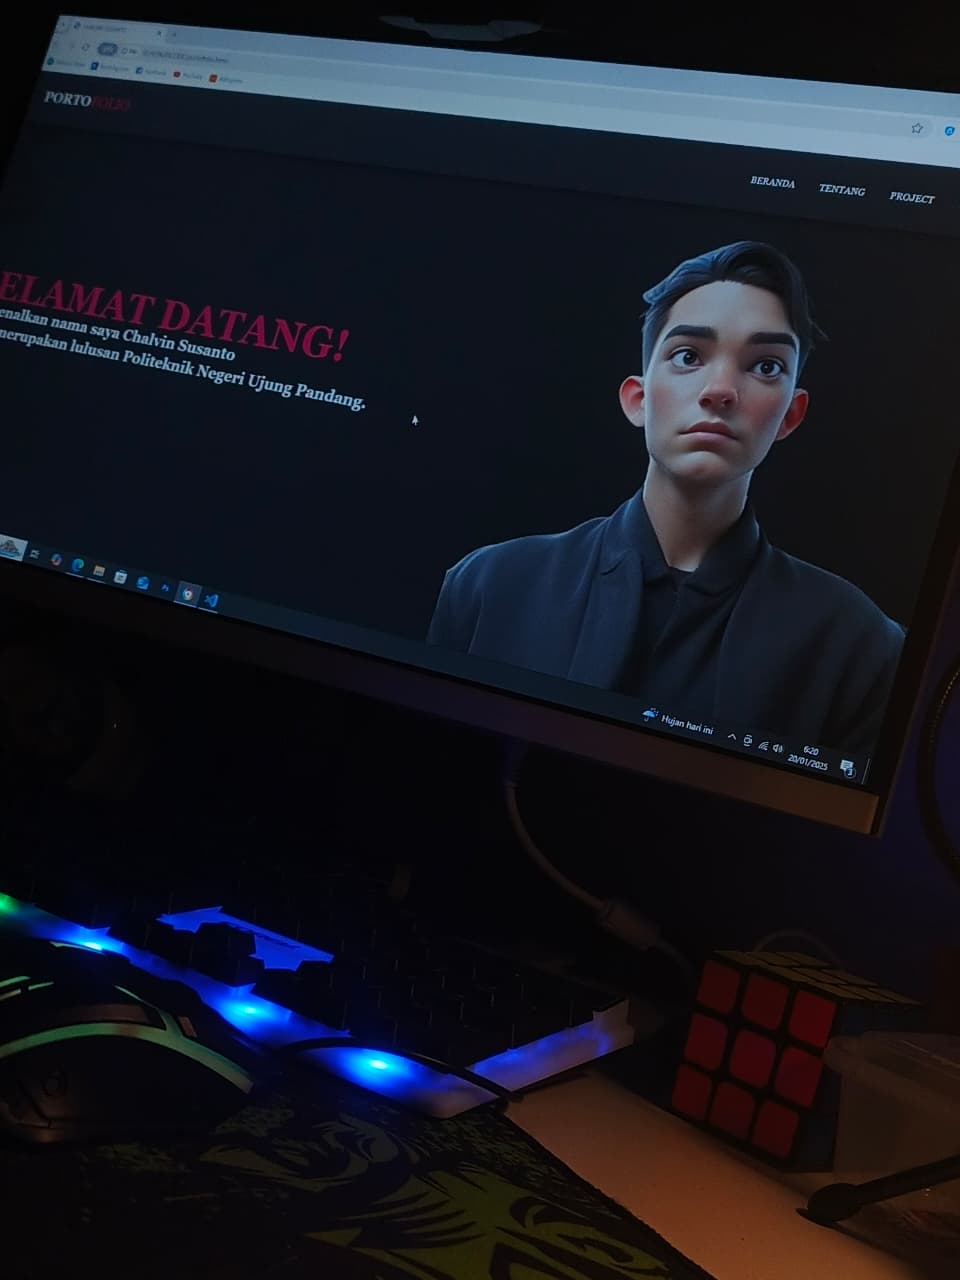 PORTOFOLIO
BERANDA TENTANG PROJECT
ELAMAT DATANG!
enalkan nama saya Chalvin Susanto
merupakan lulusan Politeknik Negeri Ujung Pandang.
Hujan hari ini
6:20
20/01/2025
3